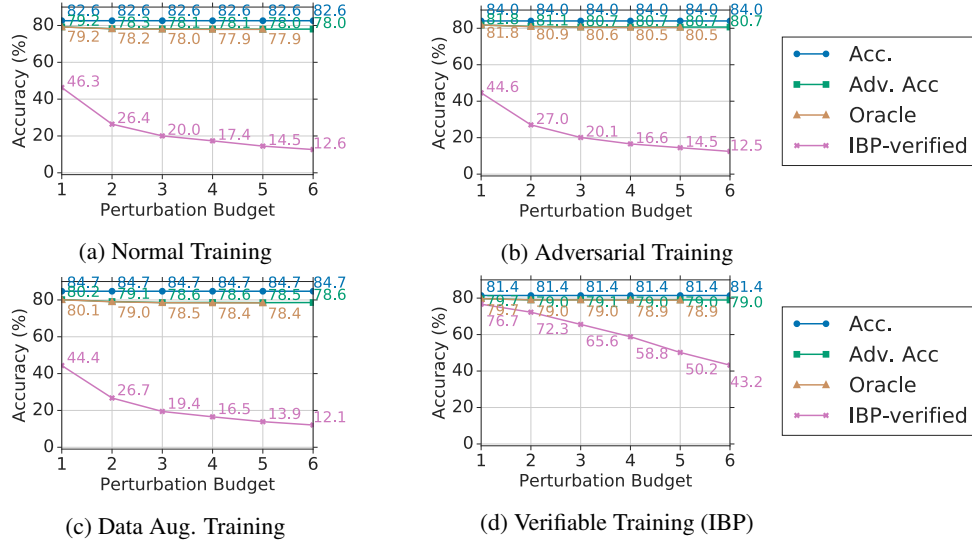 82.6 82.6 82.6 82.6 82.6 82.6
79.2 78.3 78.1 78.1 78.0 78.0
79.2 78.2 78.0 77.9 77.9
46.3 26.4 20.0 17.4 14.5 12.6
80
60
40
20
0
Accuracy (%)
1 2 3 4 5 6
Perturbation Budget
(a) Normal Training
84.0 84.0 84.0 84.0 84.0 84.0
81.8 81.1 80.7 80.7 80.7 80.7
81.8 80.9 80.6 80.5 80.5
44.6 27.0 20.1 16.6 14.5 12.5
80
60
40
20
0
Accuracy (%)
1 2 3 4 5 6
Perturbation Budget
(b) Adversarial Training
Acc.
Adv. Acc
Oracle
IBP-verified
84.7 84.7 84.7 84.7 84.7 84.7
80.2 79.1 78.6 78.6 78.5 78.6
80.1 79.0 78.5 78.4 78.4
44.4 26.7 19.4 16.5 13.9 12.1
80
60
40
20
0
Accuracy (%)
1 2 3 4 5 6
Perturbation Budget
(c) Data Aug. Training
81.4 81.4 81.4 81.4 81.4 81.4
79.7 79.0 79.1 79.0 79.0 79.0
79.7 79.0 79.0 78.9 78.9
76.7 72.3 65.6 58.8 50.2 43.2
80
60
40
20
0
Accuracy (%)
1 2 3 4 5 6
Perturbation Budget
(d) Verifiable Training (IBP)
Acc.
Adv. Acc
Oracle
IBP-verified